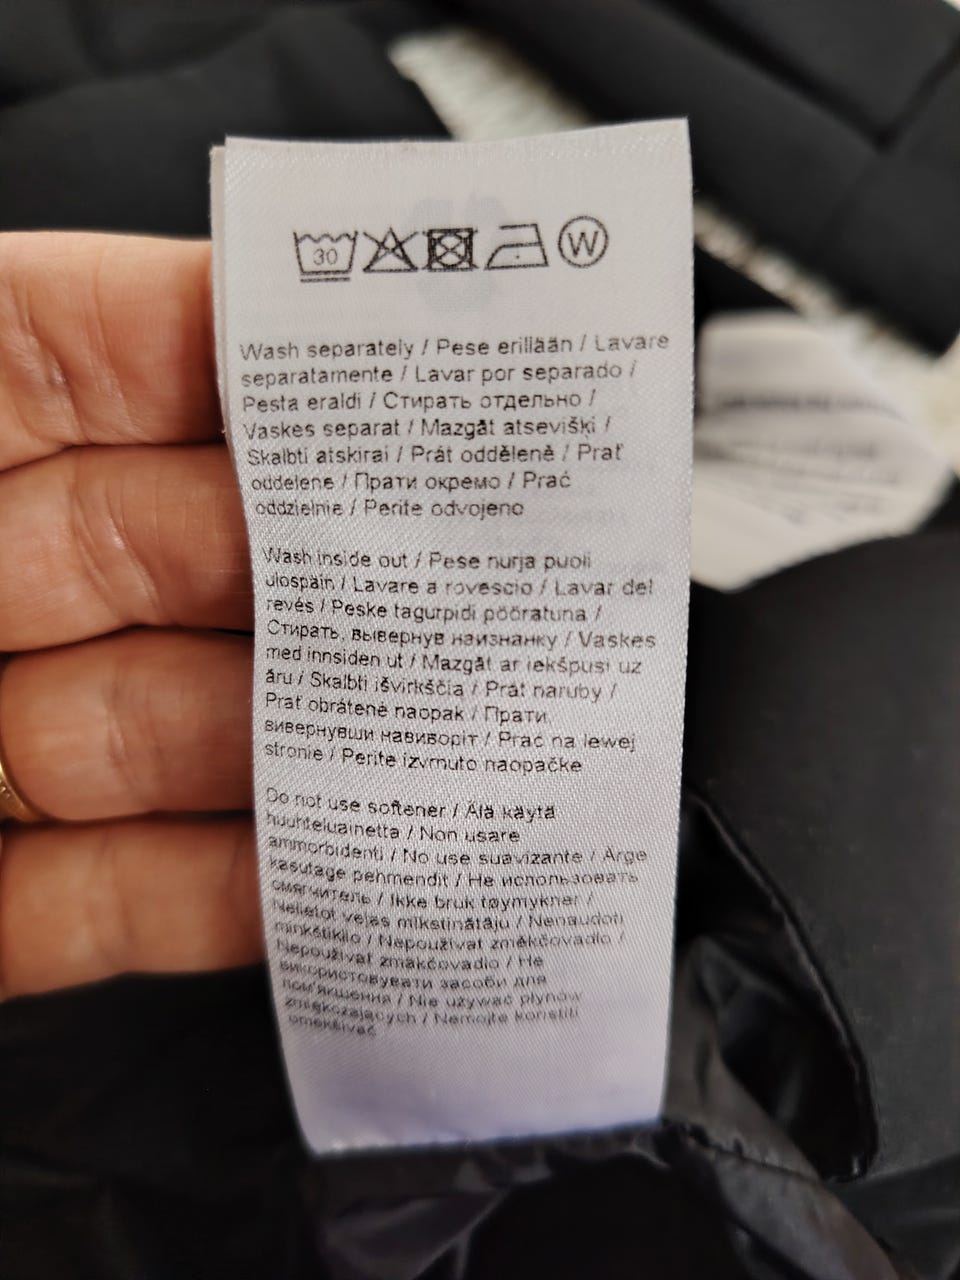 30 W
Wash separately / Pese erillään / Lavare
separatamente / Lavar por separado /
Pesta eraldi / Стирать отдельно /
Vaskes separat / Mazgāt atsevišķi /
Skalbti atskirai / Prát odděleně / Prať
oddelene / Прати окремо / Prać
oddzielnie / Perite odvojeno
Wash inside out / Pese nurja puoli
ulospäin / Lavare a rovescio / Lavar del
revés / Peske tagurpidi pööratuna /
Стирать, вывернув наизнанку / Vaskes
med innsiden ut / Mazgāt ar iekšpusi uz
āru / Skalbti išvirkščia / Prát naruby /
Prať obrátené naopak / Прати,
вивернувши навиворіт / Prać na lewej
stronie / Perite izvrnuto naopačke
Do not use softener / Älä käytä
huuhteluainetta / Non usare
ammorbidenti / No use suavizante / Ärge
kasutage pehmendit / Не использовать
смягчитель / Ikke bruk tøymykner /
Nelietot veļas mīkstinātāju / Nenaudoti
minkštiklio / Nepoužívat změkčovadlo /
Nepoužívať zmäkčovadlo / Не
використовувати засоби для
пом'якшення / Nie używać płynów
zmiękczających / Nemojte koristiti
omekšivač